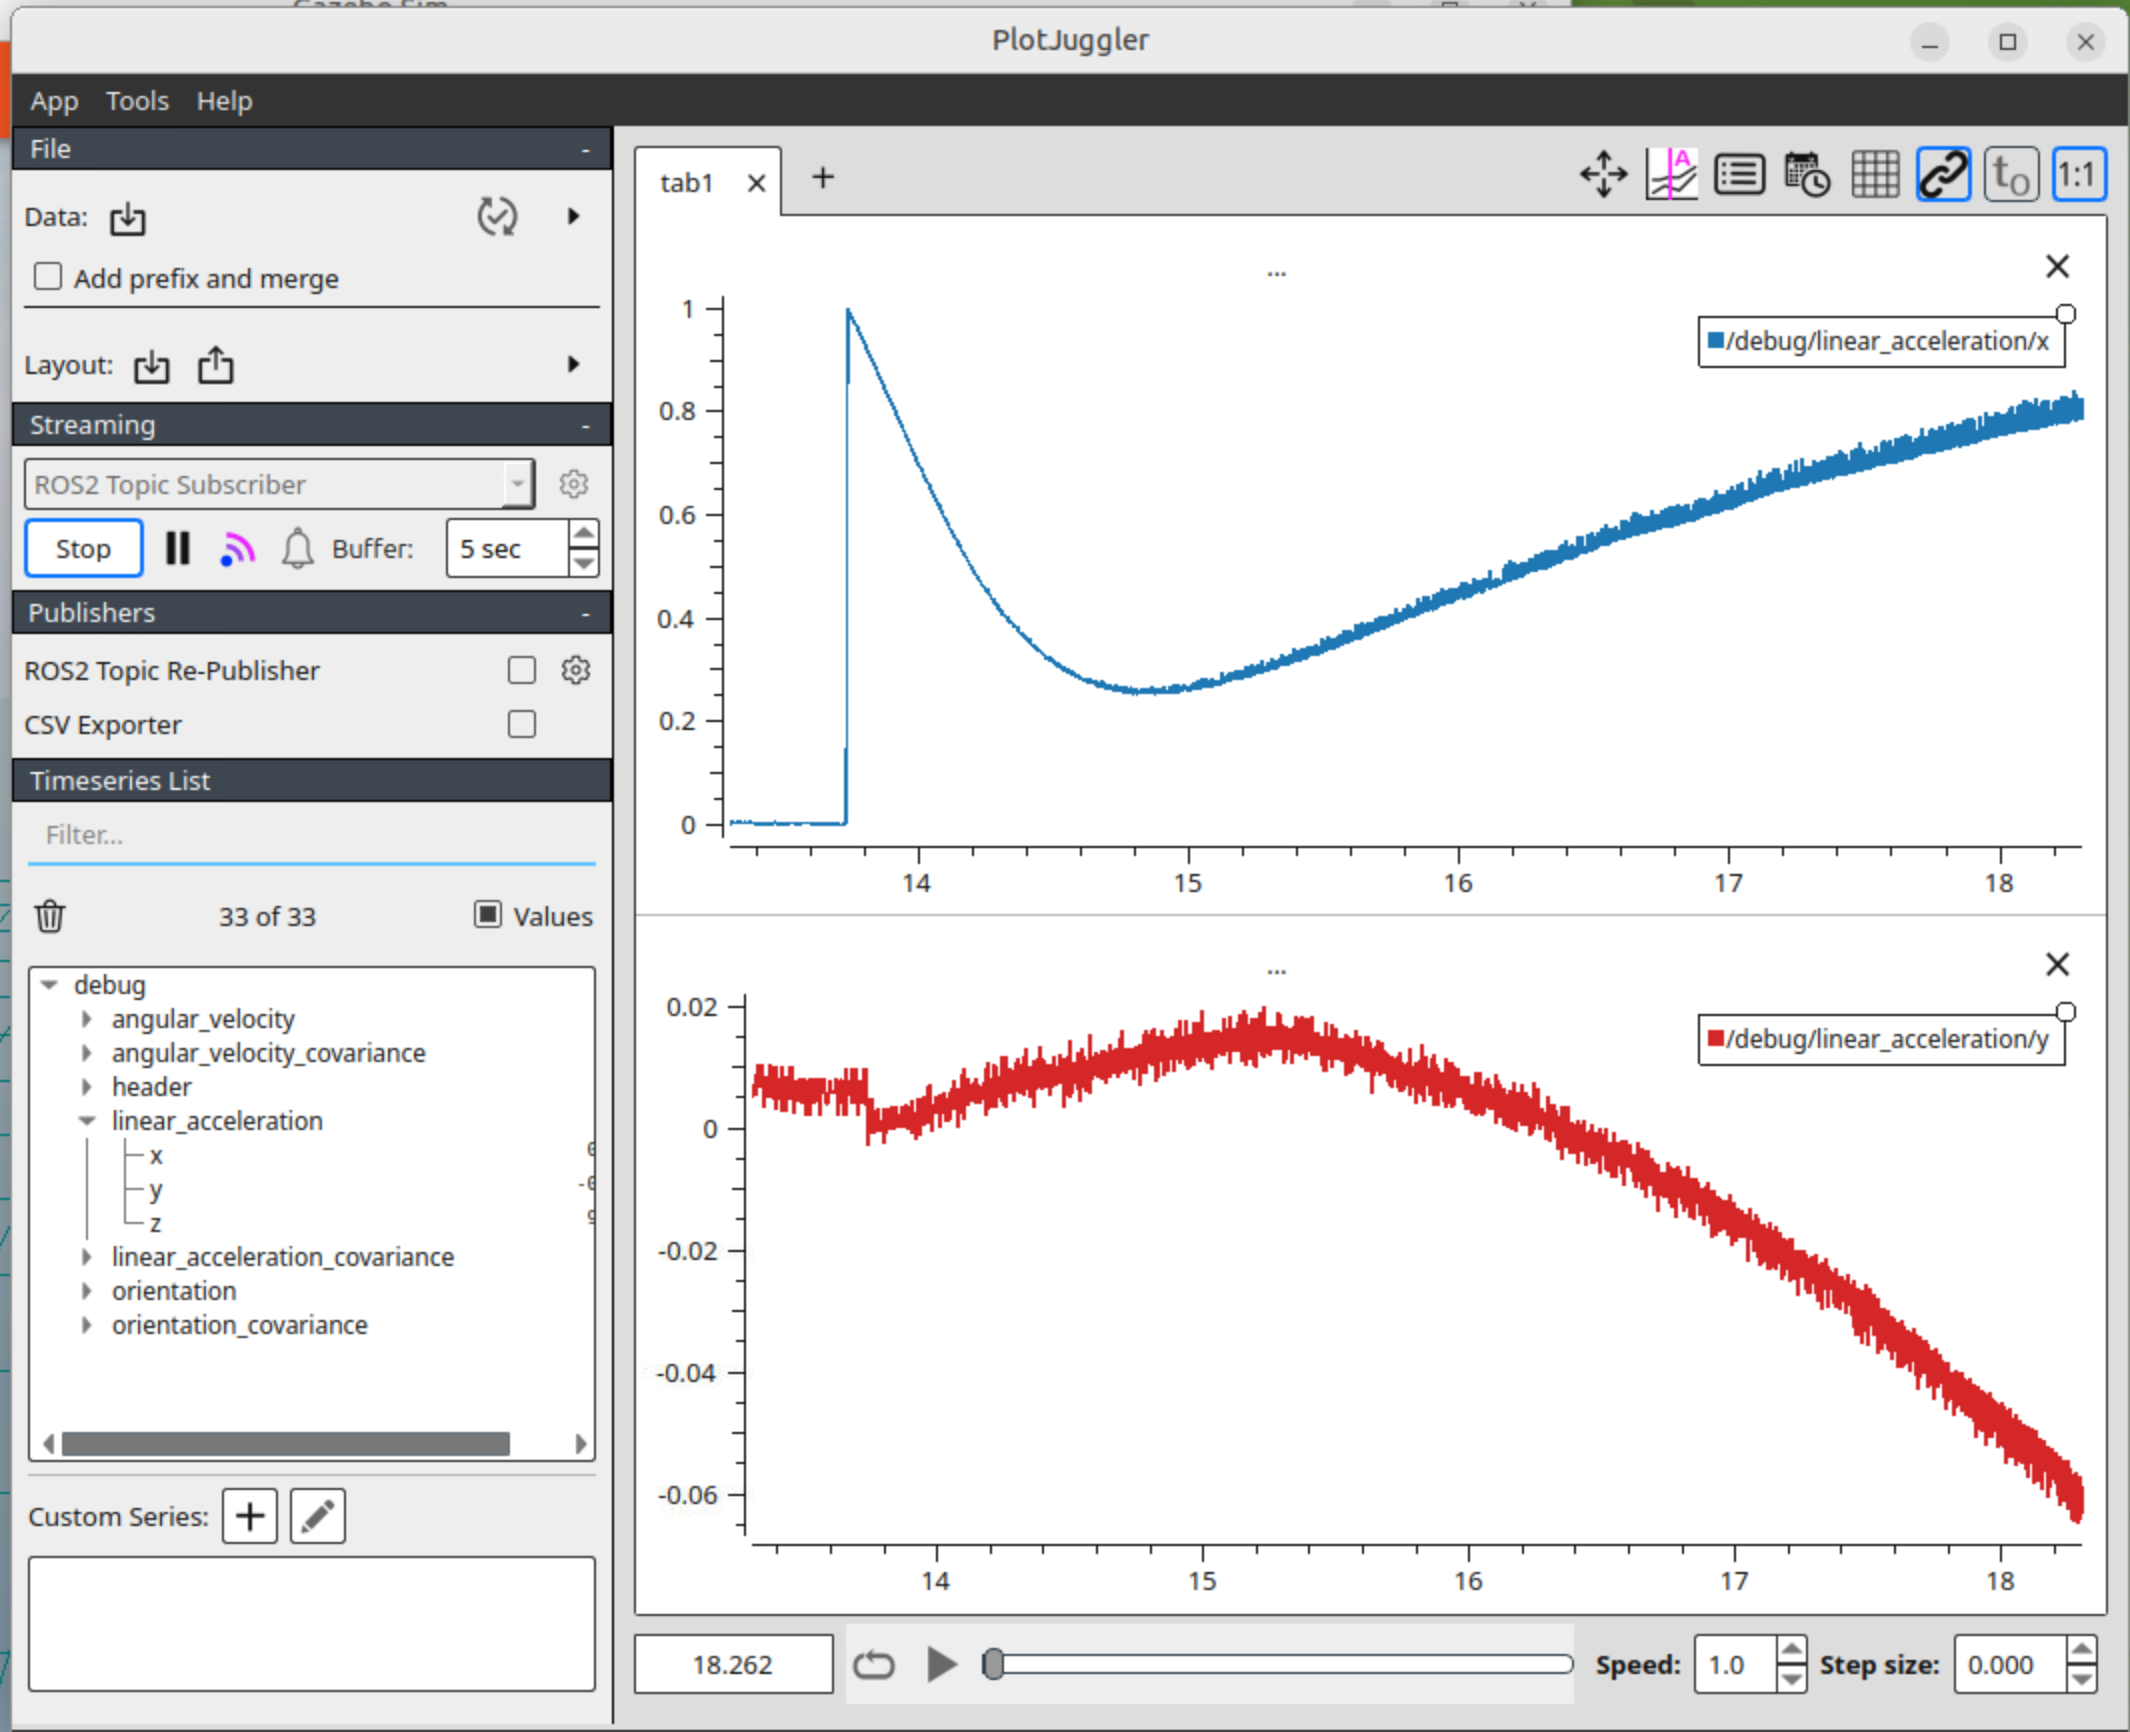 PlotJuggler
App Tools Help
File -
Data:
Add prefix and merge
Layout:
Streaming -
ROS2 Topic Subscriber
Stop Buffer: 5 sec
Publishers -
ROS2 Topic Re-Publisher
CSV Exporter
Timeseries List
Filter...
33 of 33 Values
debug
angular_velocity
angular_velocity_covariance
header
linear_acceleration
x
y
z
linear_acceleration_covariance
orientation
orientation_covariance
Custom Series:
tab1
A
t0
1:1
...
/debug/linear_acceleration/x
1
0.8
0.6
0.4
0.2
0
14 15 16 17 18
...
/debug/linear_acceleration/y
0.02
0
-0.02
-0.04
-0.06
14 15 16 17 18
18.262 Speed: 1.0 Step size: 0.000